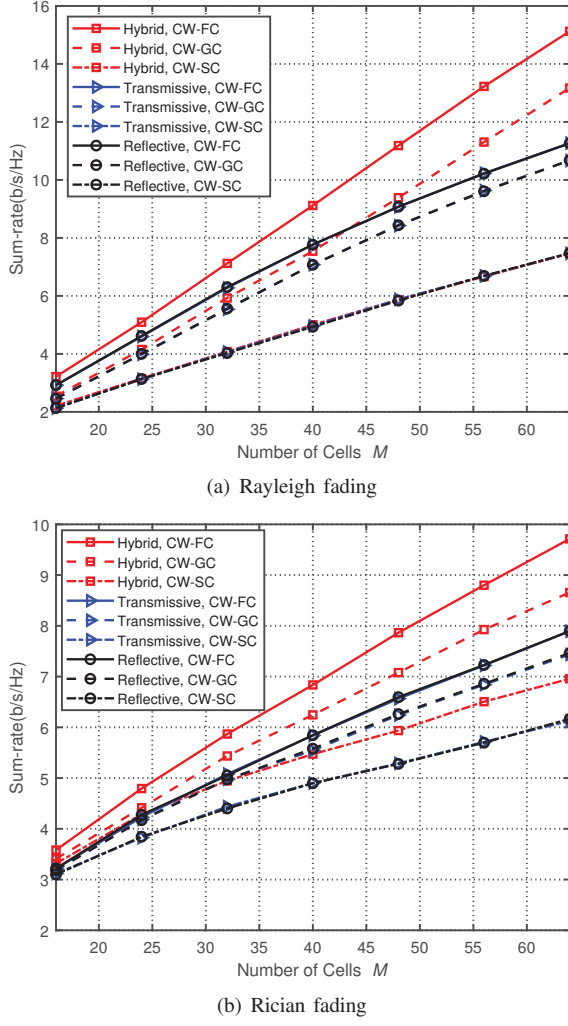 16
14
12
10
8
6
4
2
Sum-rate(b/s/Hz)
Hybrid, CW-FC
Hybrid, CW-GC
Hybrid, CW-SC
Transmissive, CW-FC
Transmissive, CW-GC
Transmissive, CW-SC
Reflective, CW-FC
Reflective, CW-GC
Reflective, CW-SC
20 25 30 35 40 45 50 55 60
Number of Cells M
(a) Rayleigh fading
10
9
8
7
6
5
4
3
2
Sum-rate(b/s/Hz)
Hybrid, CW-FC
Hybrid, CW-GC
Hybrid, CW-SC
Transmissive, CW-FC
Transmissive, CW-GC
Transmissive, CW-SC
Reflective, CW-FC
Reflective, CW-GC
Reflective, CW-SC
20 25 30 35 40 45 50 55 60
Number of Cells M
(b) Rician fading